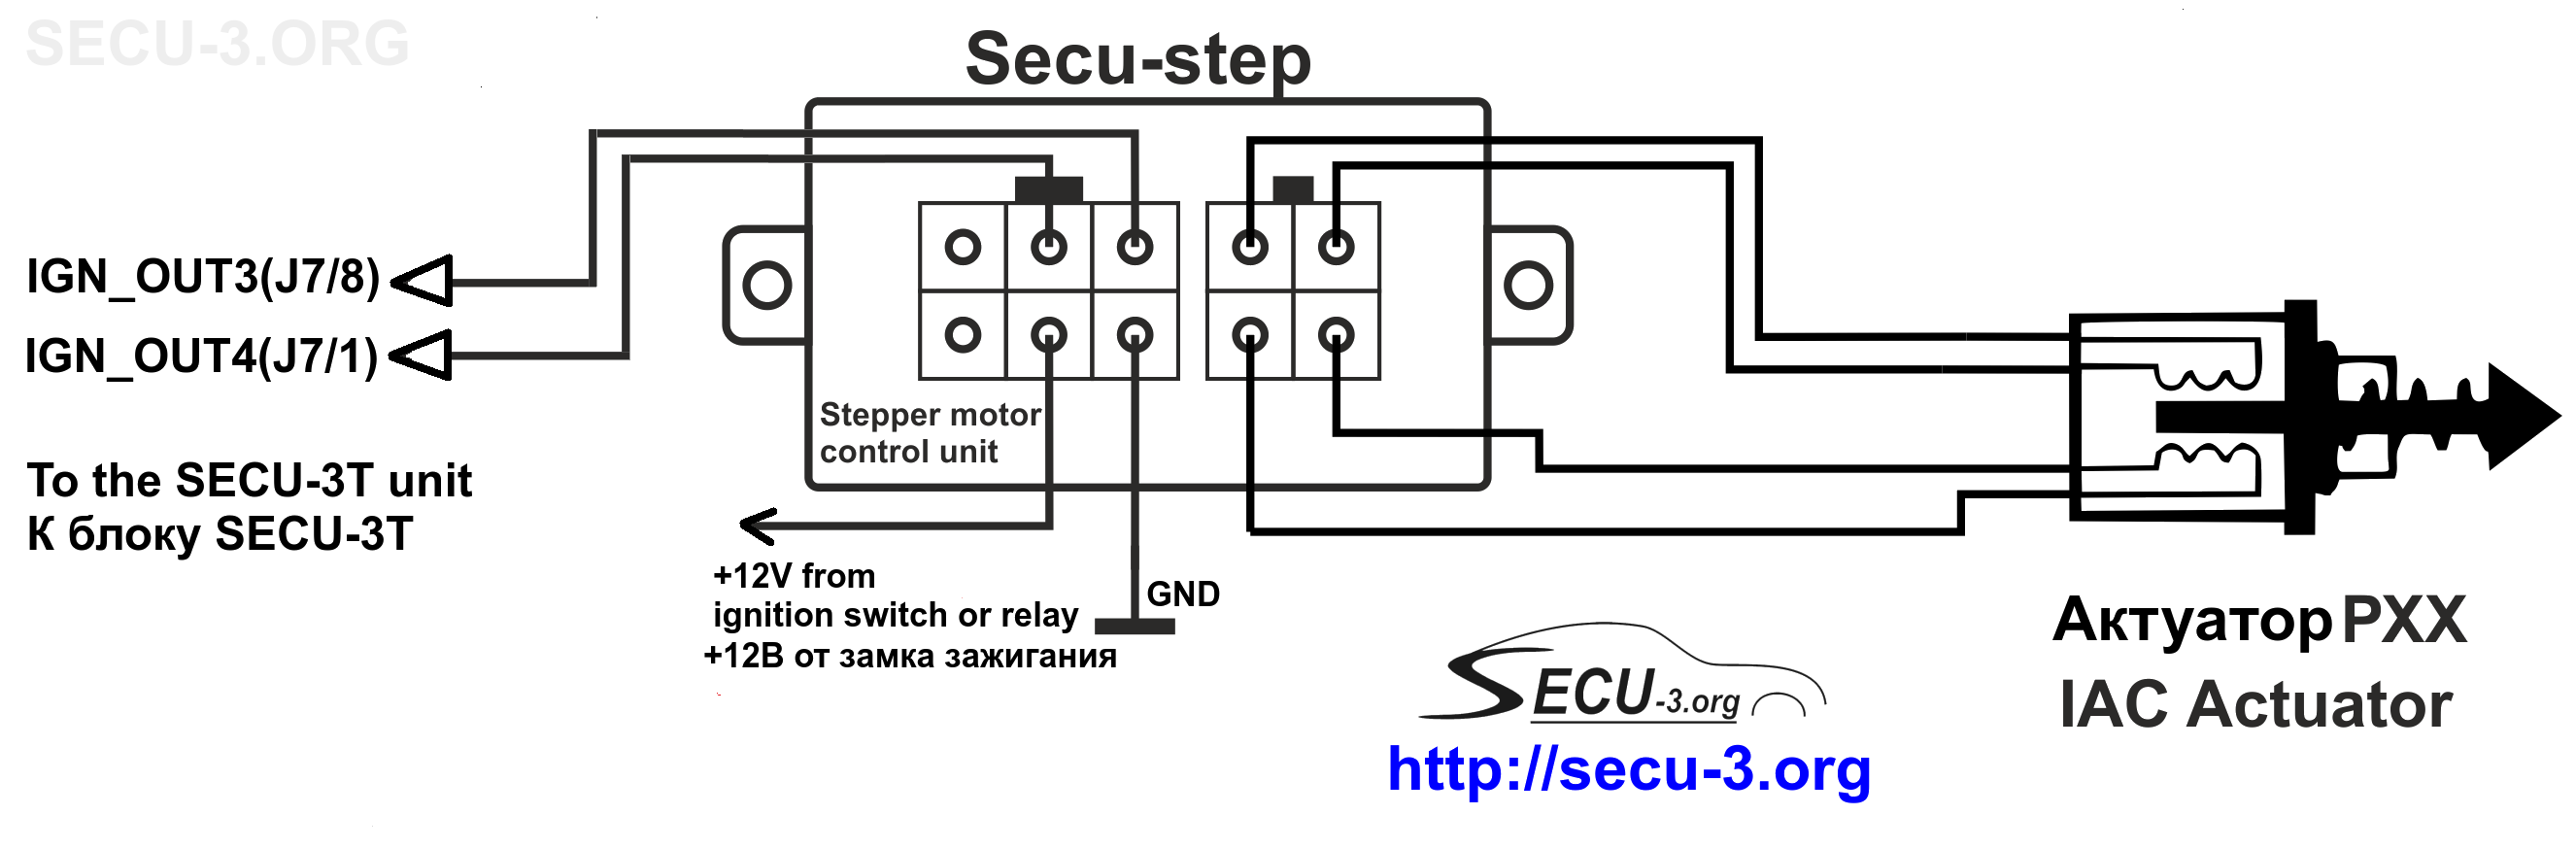 SECU-3.ORG
Secu-step
IGN_OUT3(J7/8)
IGN_OUT4(J7/1)
Stepper motor
control unit
To the SECU-3T unit
К блоку SECU-3T
+12V from
ignition switch or relay
+12В от замка зажигания
GND
SECU-3.org
http://secu-3.org
Актуатор РХХ
IAC Actuator